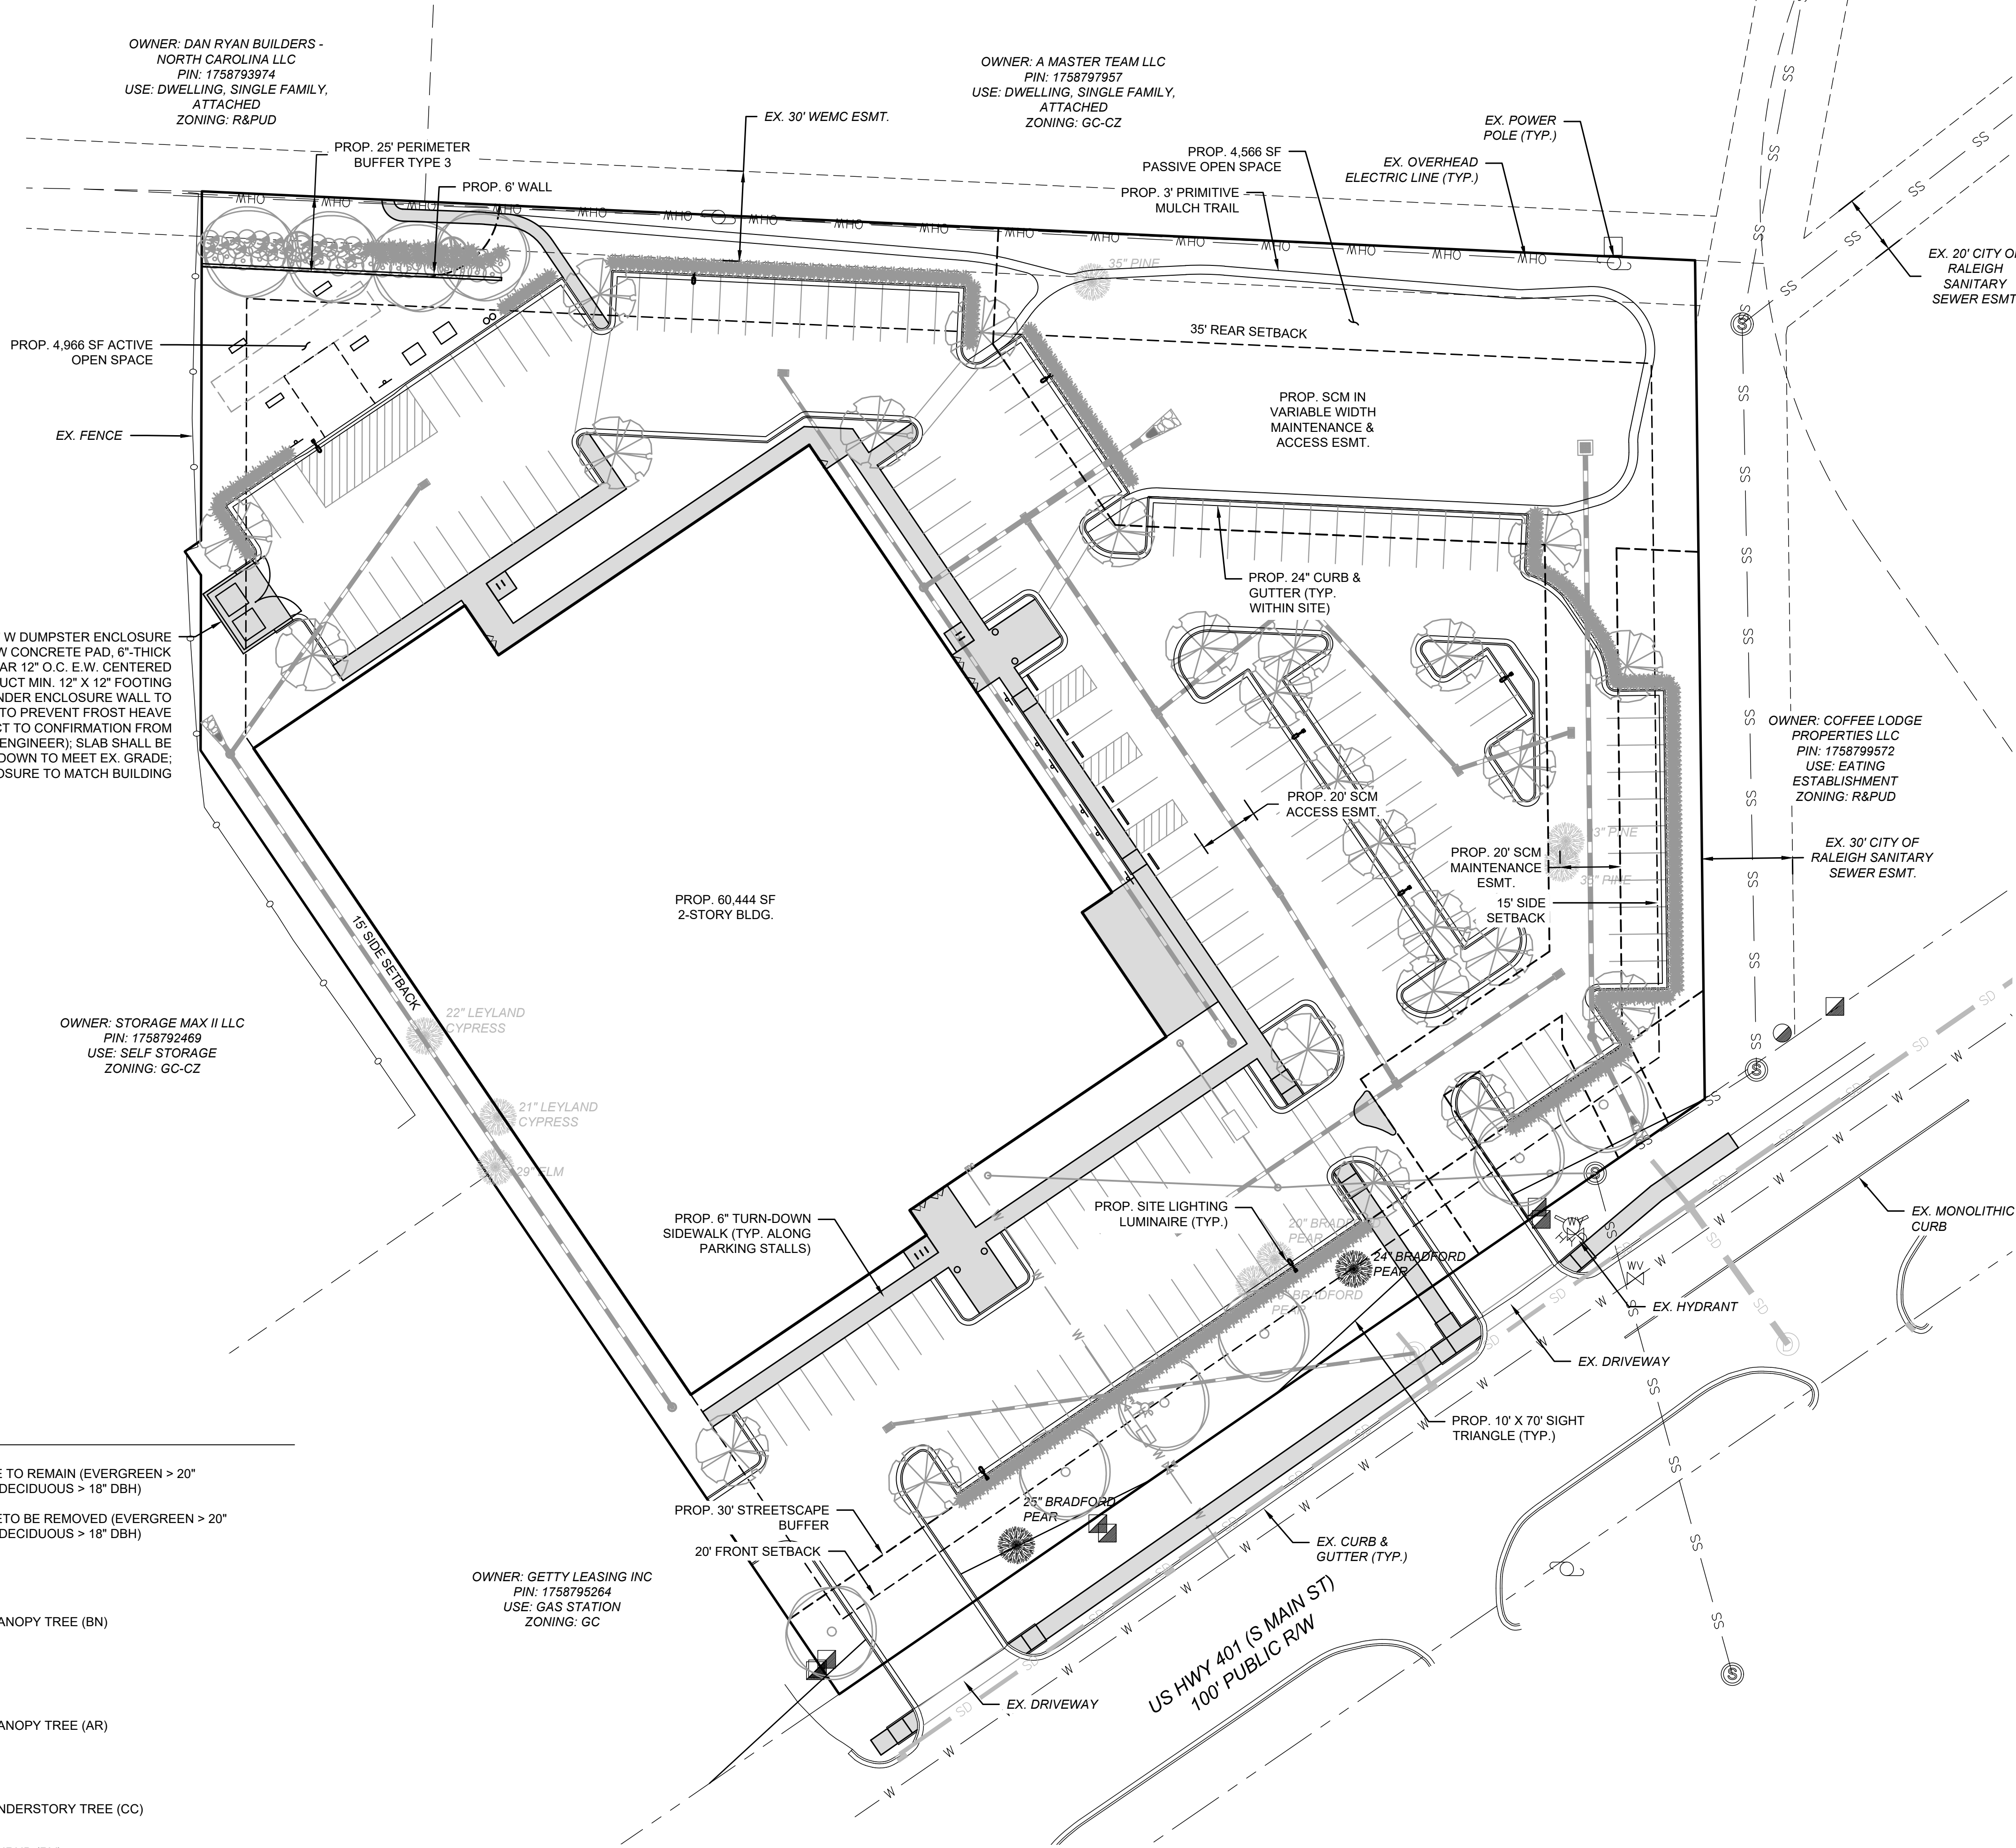 OWNER: DAN RYAN BUILDERS -
NORTH CAROLINA LLC
PIN: 1758793974
USE: DWELLING, SINGLE FAMILY,
ATTACHED
ZONING: R&PUD
OWNER: A MASTER TEAM LLC
PIN: 1758797957
USE: DWELLING, SINGLE FAMILY,
ATTACHED
ZONING: GC-CZ
EX. 30' WEMC ESMT.
EX. POWER
POLE (TYP.)
PROP. 25' PERIMETER
BUFFER TYPE 3
PROP. 6' WALL
PROP. 4,566 SF
PASSIVE OPEN SPACE
EX. OVERHEAD
ELECTRIC LINE (TYP.)
PROP. 3' PRIMITIVE
MULCH TRAIL
EX. 20' CITY OF
RALEIGH
SANITARY
SEWER ESMT
35" PINE
35' REAR SETBACK
PROP. 4,966 SF ACTIVE
OPEN SPACE
PROP. SCM IN
VARIABLE WIDTH
MAINTENANCE &
ACCESS ESMT.
EX. FENCE
PROP. 24" CURB &
GUTTER (TYP.
WITHIN SITE)
W DUMPSTER ENCLOSURE
W CONCRETE PAD, 6"-THICK
AR 12" O.C. E.W. CENTERED
UCT MIN. 12" X 12" FOOTING
NDER ENCLOSURE WALL TO
TO PREVENT FROST HEAVE
CT TO CONFIRMATION FROM
ENGINEER); SLAB SHALL BE
DOWN TO MEET EX. GRADE;
OSURE TO MATCH BUILDING
OWNER: COFFEE LODGE
PROPERTIES LLC
PIN: 1758799572
USE: EATING
ESTABLISHMENT
ZONING: R&PUD
PROP. 20' SCM
ACCESS ESMT.
3" PINE
PROP. 20' SCM
MAINTENANCE
ESMT.
35" PINE
EX. 30' CITY OF
RALEIGH SANITARY
SEWER ESMT.
15' SIDE
SETBACK
PROP. 60,444 SF
2-STORY BLDG.
15' SIDE SETBACK
22" LEYLAND
CYPRESS
OWNER: STORAGE MAX II LLC
PIN: 1758792469
USE: SELF STORAGE
ZONING: GC-CZ
21" LEYLAND
CYPRESS
29" ELM
PROP. 6" TURN-DOWN
SIDEWALK (TYP. ALONG
PARKING STALLS)
PROP. SITE LIGHTING
LUMINAIRE (TYP.)
20" BRADFORD
PEAR
24" BRADFORD
PEAR
BRADFORD
PEAR
EX. MONOLITHIC
CURB
EX. HYDRANT
EX. DRIVEWAY
PROP. 10' X 70' SIGHT
TRIANGLE (TYP.)
E TO REMAIN (EVERGREEN > 20"
DECIDUOUS > 18" DBH)
ETO BE REMOVED (EVERGREEN > 20"
DECIDUOUS > 18" DBH)
PROP. 30' STREETSCAPE
BUFFER
25" BRADFORD
PEAR
20' FRONT SETBACK
EX. CURB &
GUTTER (TYP.)
OWNER: GETTY LEASING INC
PIN: 1758795264
USE: GAS STATION
ZONING: GC
US HWY 401 (S MAIN ST)
100' PUBLIC R/W
ANOPY TREE (BN)
EX. DRIVEWAY
ANOPY TREE (AR)
NDERSTORY TREE (CC)